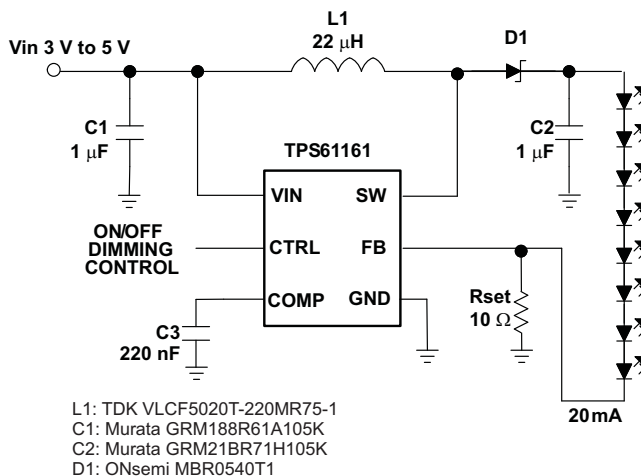 L1
22 μH
Vin 3 V to 5 V
D1
C1
1 μF
C2
1 μF
TPS61161
VIN
SW
ON/OFF
DIMMING
CONTROL
CTRL
FB
COMP
GND
Rset
10 Ω
C3
220 nF
20mA
L1: TDK VLCF5020T-220MR75-1
C1: Murata GRM188R61A105K
C2: Murata GRM21BR71H105K
D1: ONsemi MBR0540T1